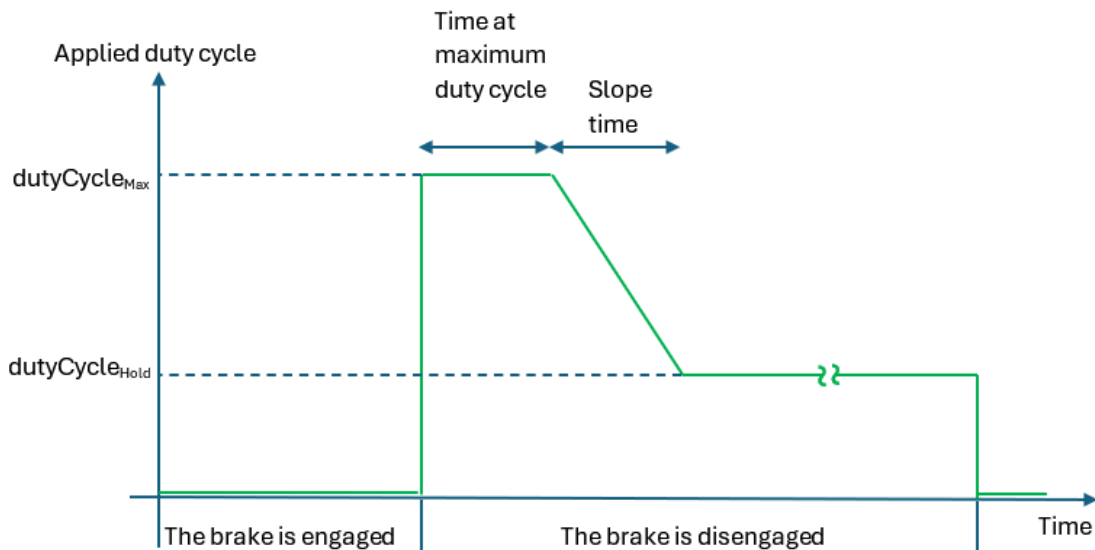 Applied duty cycle
Time at
maximum
duty cycle
Slope
time
dutyCycleMax
dutyCycleHold
The brake is engaged
The brake is disengaged
Time